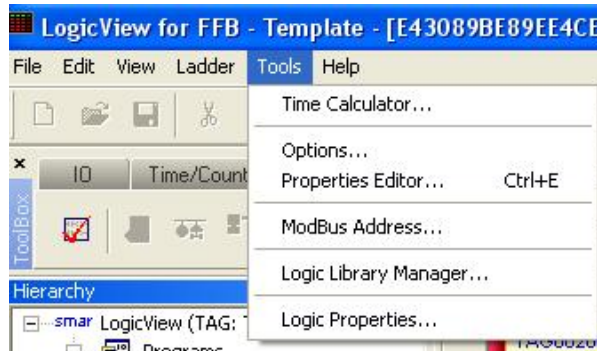 LogicView for FFB - Template - [E43089BE89EE4CE
File Edit View Ladder Tools Help
Time Calculator...
Options...
Properties Editor... Ctrl+E
ModBus Address...
Logic Library Manager...
Logic Properties...
IO Time/Count
ToolBox
Hierarchy
smar LogicView (TAG:
Programs